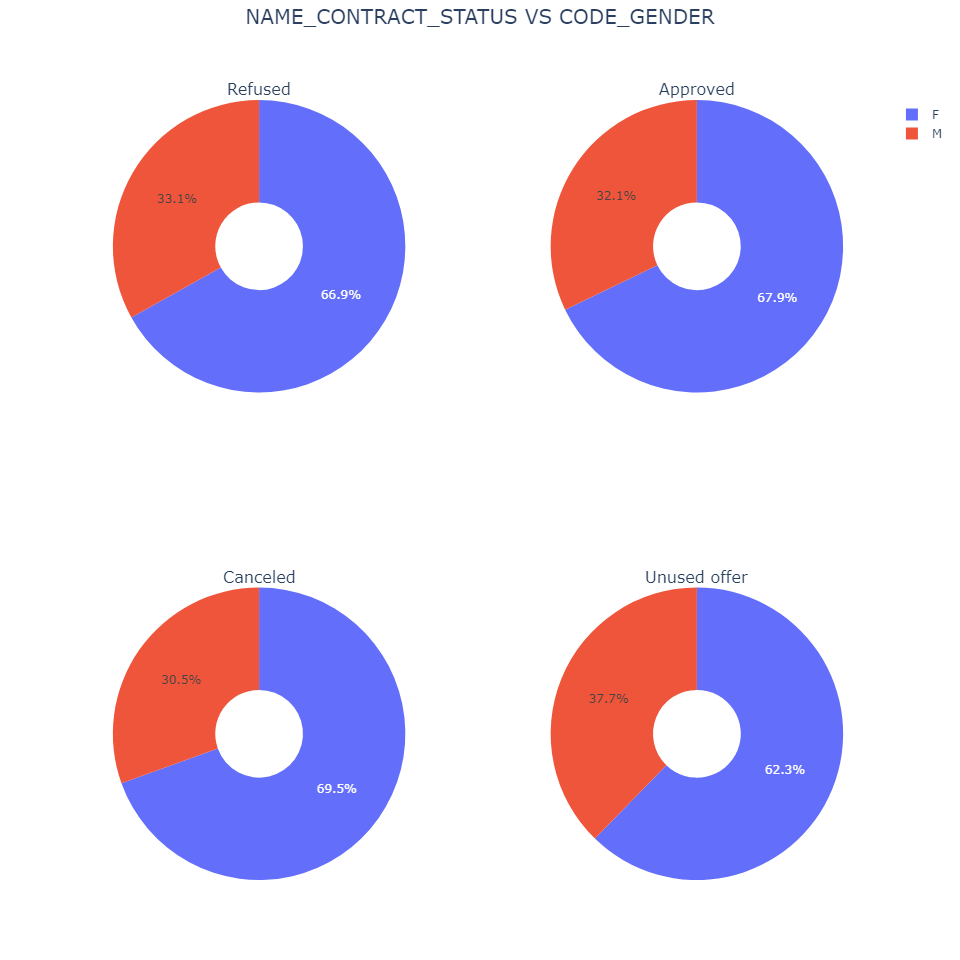 NAME_CONTRACT_STATUS VS CODE_GENDER
Refused
Approved
F
M
33.1%
66.9%
32.1%
67.9%
Canceled
Unused offer
30.5%
69.5%
37.7%
62.3%